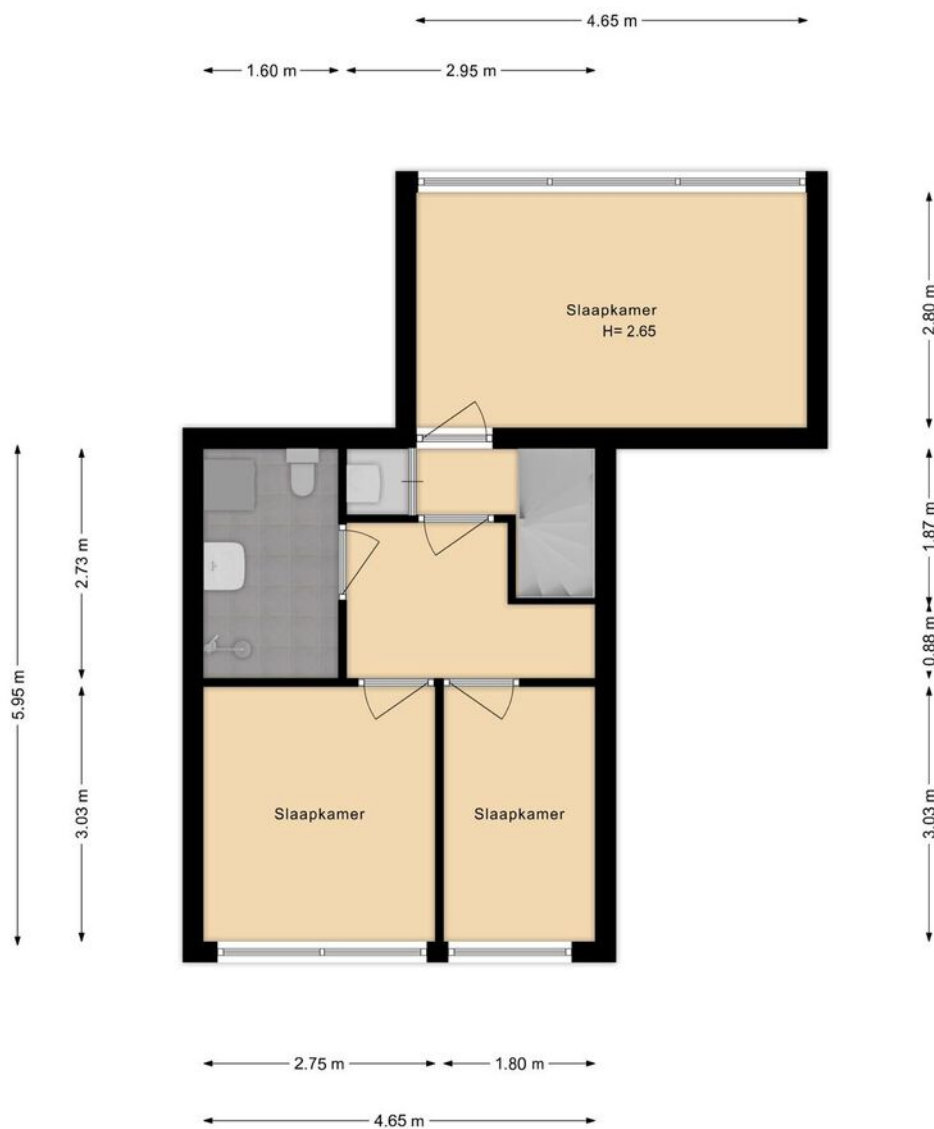 4.65 m
1.60 m
2.95 m
Slaapkamer
H= 2.65
2.80 m
5.95 m
2.73 m
1.87 m
0.88 m
3.03 m
Slaapkamer
Slaapkamer
3.03 m
2.75 m
1.80 m
4.65 m